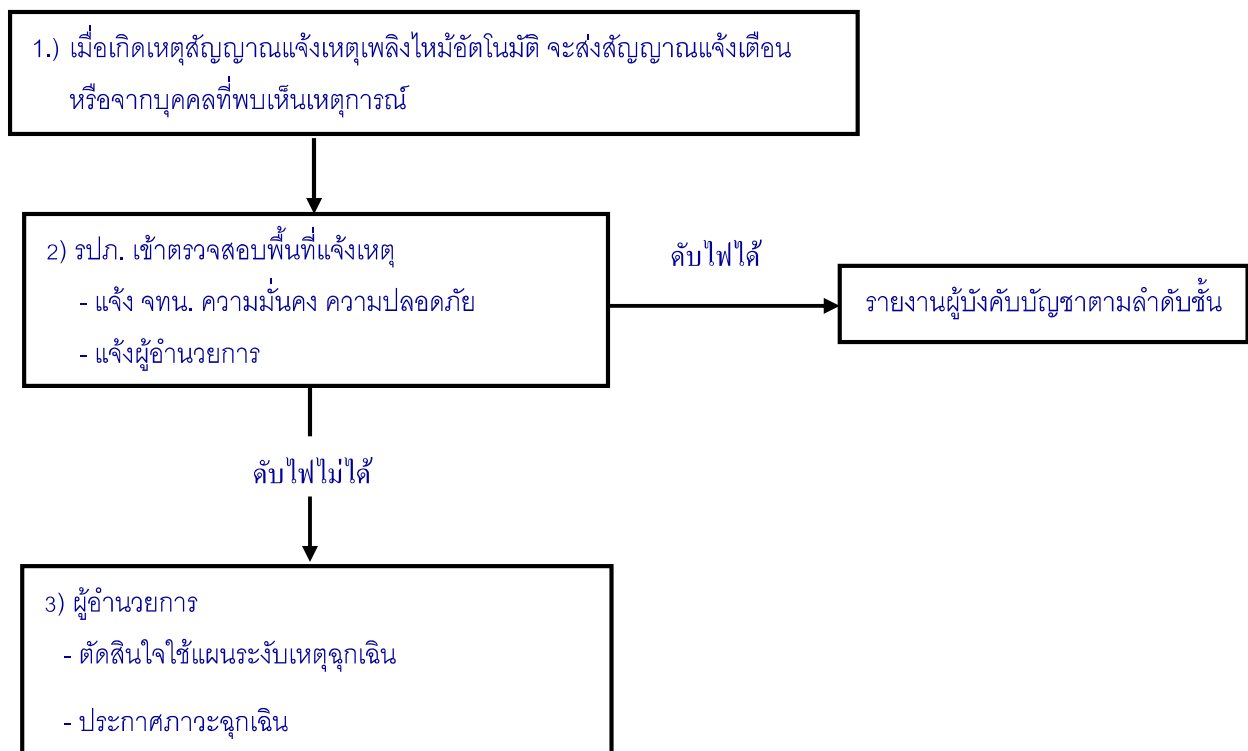 1.) เมื่อเกิดเหตุสัญญาณแจ้งเหตุเพลิงไหม้อัตโนมัติ จะส่งสัญญาณแจ้งเตือน
หรือจากบุคคลที่พบเห็นเหตุการณ์
2) รปภ. เข้าตรวจสอบพื้นที่แจ้งเหตุ
- แจ้ง จทน. ความมั่นคง ความปลอดภัย
- แจ้งผู้อำนวยการ
ดับไฟได้
รายงานผู้บังคับบัญชาตามลำดับชั้น
ดับไฟไม่ได้
3) ผู้อำนวยการ
- ตัดสินใจใช้แผนระงับเหตุฉุกเฉิน
- ประกาศภาวะฉุกเฉิน